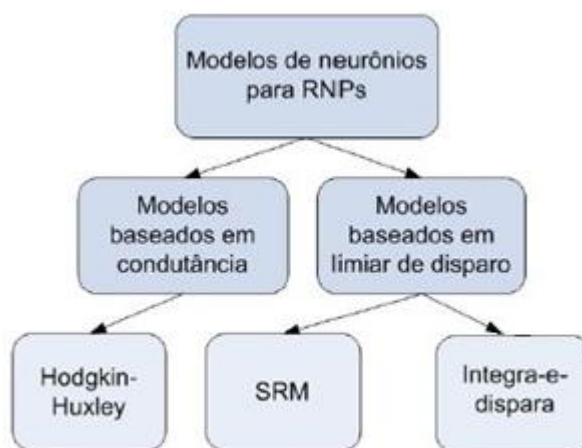 Modelos de neurônios
para RNPs
Modelos
baseados em
condutância
Modelos
baseados em
limiar de disparo
Hodgkin-
Huxley
SRM
Integra-e-
dispara